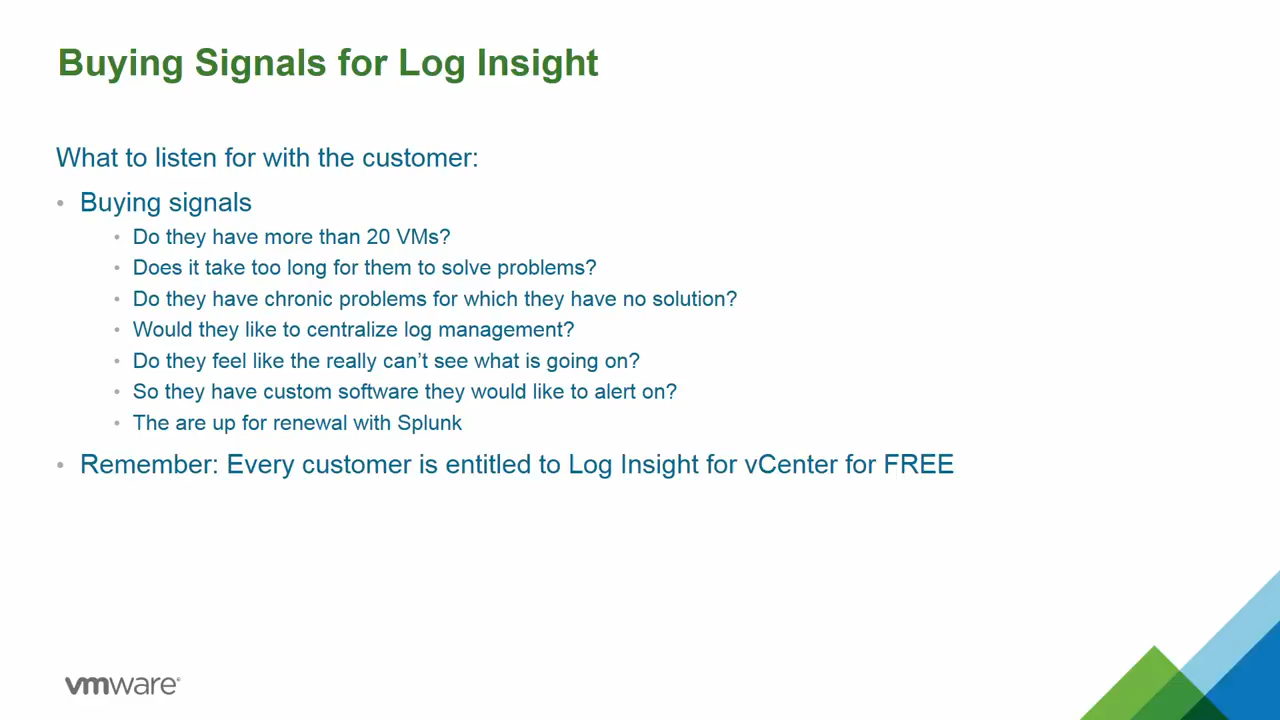 Buying Signals for Log Insight
What to listen for with the customer:
• Buying signals
• Do they have more than 20 VMs?
• Does it take too long for them to solve problems?
• Do they have chronic problems for which they have no solution?
• Would they like to centralize log management?
• Do they feel like the really can't see what is going on?
• So they have custom software they would like to alert on?
• The are up for renewal with Splunk
• Remember: Every customer is entitled to Log Insight for vCenter for FREE
vmware®